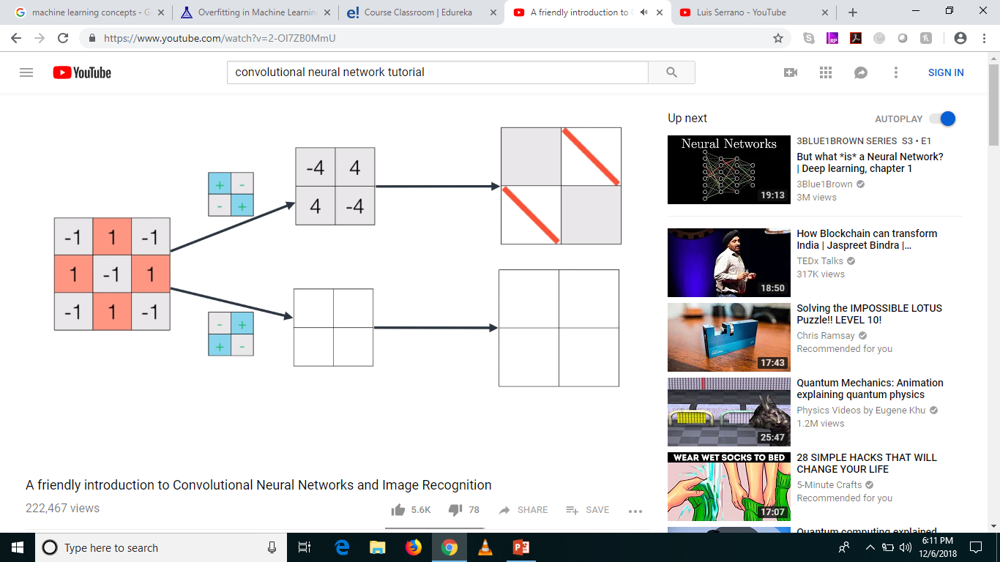 machine learning concepts - G
Overfitting in Machine Learnin
Course Classroom | Edureka
A friendly introduction to C
Luis Serrano - YouTube
https://www.youtube.com/watch?v=2-Ol7ZB0MmU
YouTube
convolutional neural network tutorial
SIGN IN
-1 1 -1
1 -1 1
-1 1 -1
+ -
- +
-4 4
4 -4
- +
+ -
A friendly introduction to Convolutional Neural Networks and Image Recognition
222,467 views
5.6K
78
SHARE
SAVE
Up next
AUTOPLAY
Neural Networks
19:13
3BLUE1BROWN SERIES S3 • E1
But what *is* a Neural Network?
| Deep learning, chapter 1
3Blue1Brown
3M views
18:50
How Blockchain can transform
India | Jaspreet Bindra |...
TEDx Talks
317K views
17:43
Solving the IMPOSSIBLE LOTUS
Puzzle!! LEVEL 10!
Chris Ramsay
Recommended for you
25:47
Quantum Mechanics: Animation
explaining quantum physics
Physics Videos by Eugene Khu
1.2M views
WEAR WET SOCKS TO BED
17:07
28 SIMPLE HACKS THAT WILL
CHANGE YOUR LIFE
5-Minute Crafts
Recommended for you
Quantum computing explained
Type here to search
6:11 PM
12/6/2018